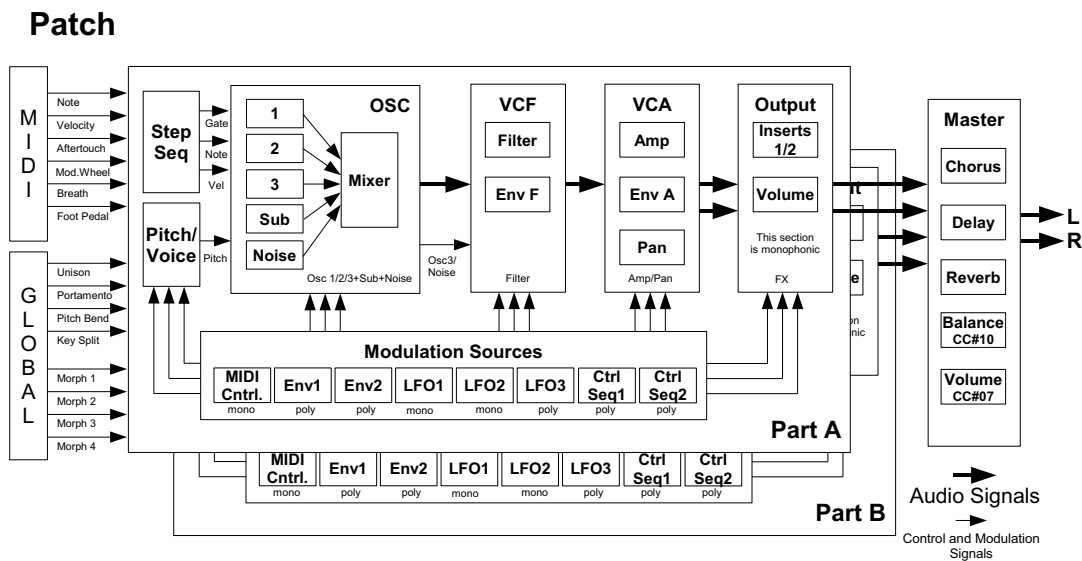 Patch
MIDI
Note
Velocity
Aftertouch
Mod.Wheel
Breath
Foot Pedal
GLOBAL
Unison
Portamento
Pitch Bend
Key Split
Morph 1
Morph 2
Morph 3
Morph 4
Step
Seq
Gate
Note
Vel
Pitch/
Voice
Pitch
OSC
1
2
3
Sub
Noise
Mixer
Osc 1/2/3+Sub+Noise
Osc3/
Noise
VCF
Filter
Env F
Filter
VCA
Amp
Env A
Pan
Amp/Pan
Output
Inserts
1/2
Volume
This section
is monophonic
FX
Modulation Sources
MIDI
Cntrl.
mono
Env1
poly
Env2
poly
LFO1
mono
LFO2
mono
LFO3
poly
Ctrl
Seq1
poly
Ctrl
Seq2
poly
Part A
MIDI
Cntrl.
mono
Env1
poly
Env2
poly
LFO1
mono
LFO2
mono
LFO3
poly
Ctrl
Seq1
poly
Ctrl
Seq2
poly
Part B
Master
Chorus
Delay
Reverb
Balance
CC#10
Volume
CC#07
L
R
Audio Signals
Control and Modulation
Signals